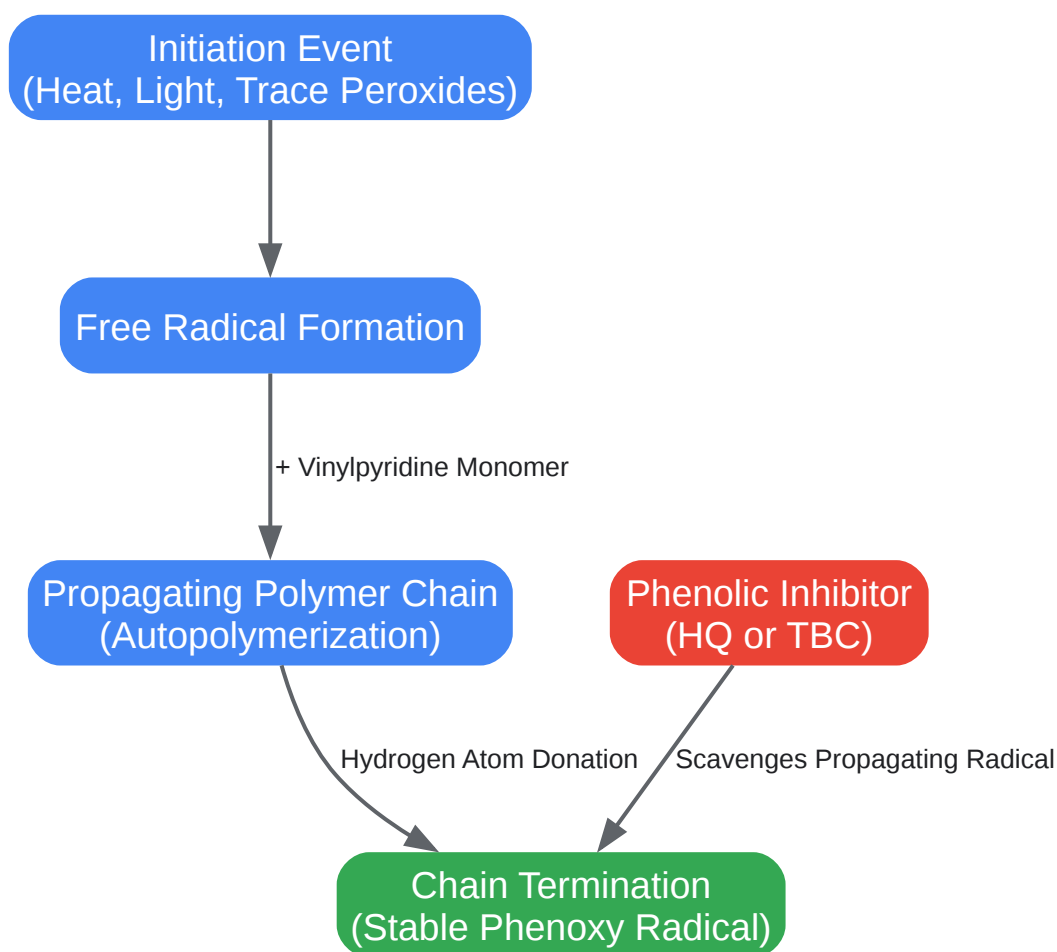 Initiation Event
(Heat, Light, Trace Peroxides)
Free Radical Formation
+ Vinylpyridine Monomer
Propagating Polymer Chain
(Autopolymerization)
Phenolic Inhibitor
(HQ or TBC)
Hydrogen Atom Donation
Scavenges Propagating Radical
Chain Termination
(Stable Phenoxy Radical)